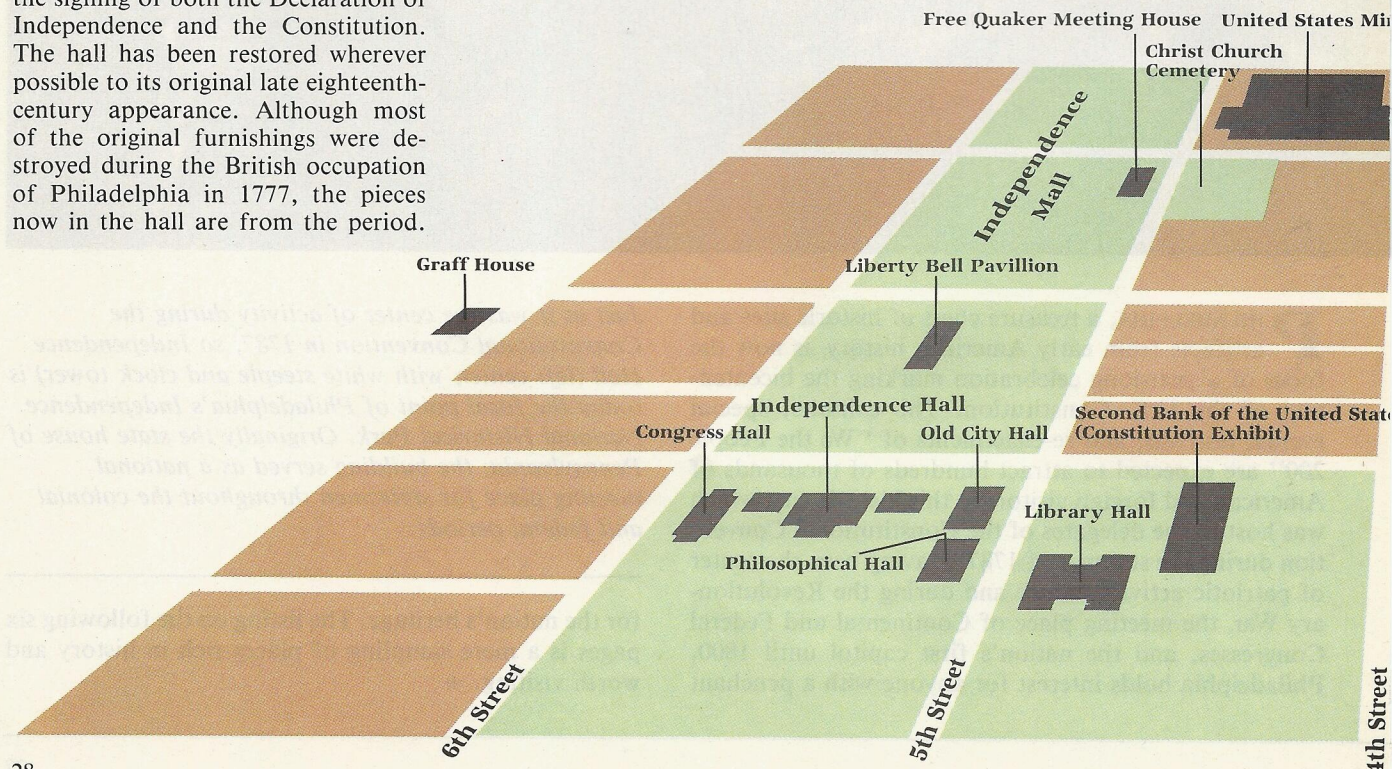 the signing of both the Declaration of
Independence and the Constitution.
The hall has been restored wherever
possible to its original late eighteenth-
century appearance. Although most
of the original furnishings were de-
stroyed during the British occupation
of Philadelphia in 1777, the pieces
now in the hall are from the period.
Free Quaker Meeting House
United States Mi
Christ Church
Cemetery
Independence
Mall
Graff House
Liberty Bell Pavillion
Independence Hall
Congress Hall
Old City Hall
Second Bank of the United State
(Constitution Exhibit)
Library Hall
Philosophical Hall
6th Street
5th Street
4th Street
28